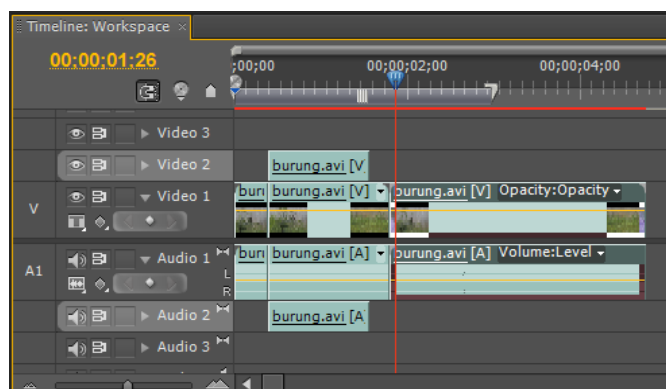 Timeline: Workspace ×
00;00;01;26
;00;00 00;00;02;00 00;00;04;00
Video 3
Video 2 burung.avi [V
V Video 1 buru burung.avi [V] burung.avi [V] Opacity:Opacity
A1 Audio 1 L R buri burung.avi [A] burung.avi [A] Volume:Level
Audio 2 burung.avi [A
Audio 3